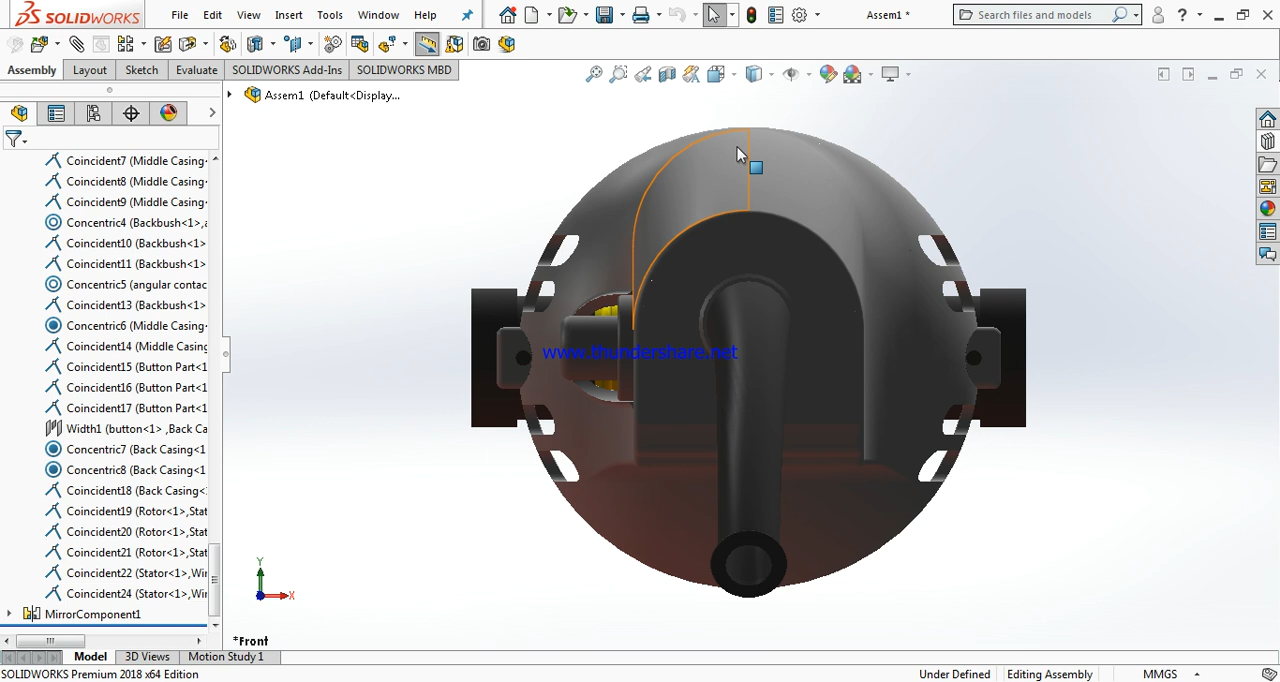 DS SOLIDWORKS
File Edit View Insert Tools Window Help
Assem1 *
Search files and models
?
Assembly Layout Sketch Evaluate SOLIDWORKS Add-Ins SOLIDWORKS MBD
Assem1 (Default<Display...
Coincident7 (Middle Casing
Coincident8 (Middle Casing
Coincident9 (Middle Casing
Concentric4 (Backbush<1>,a
Coincident10 (Backbush<1>
Coincident11 (Backbush<1>
Concentric5 (angular contac
Coincident13 (Backbush<1>
Concentric6 (Middle Casing
Coincident14 (Middle Casing
Coincident15 (Button Part<1
Coincident16 (Button Part<1
Coincident17 (Button Part<1
Width1 (button<1> ,Back Ca
Concentric7 (Back Casing<1
Concentric8 (Back Casing<1
Coincident18 (Back Casing<
Coincident19 (Rotor<1>,Stat
Coincident20 (Rotor<1>,Stat
Coincident21 (Rotor<1>,Stat
Coincident22 (Stator<1>,Wir
Coincident24 (Stator<1>,Wir
MirrorComponent1
www.thundershare.net
Y
X
*Front
Model 3D Views Motion Study 1
SOLIDWORKS Premium 2018 x64 Edition
Under Defined Editing Assembly MMGS